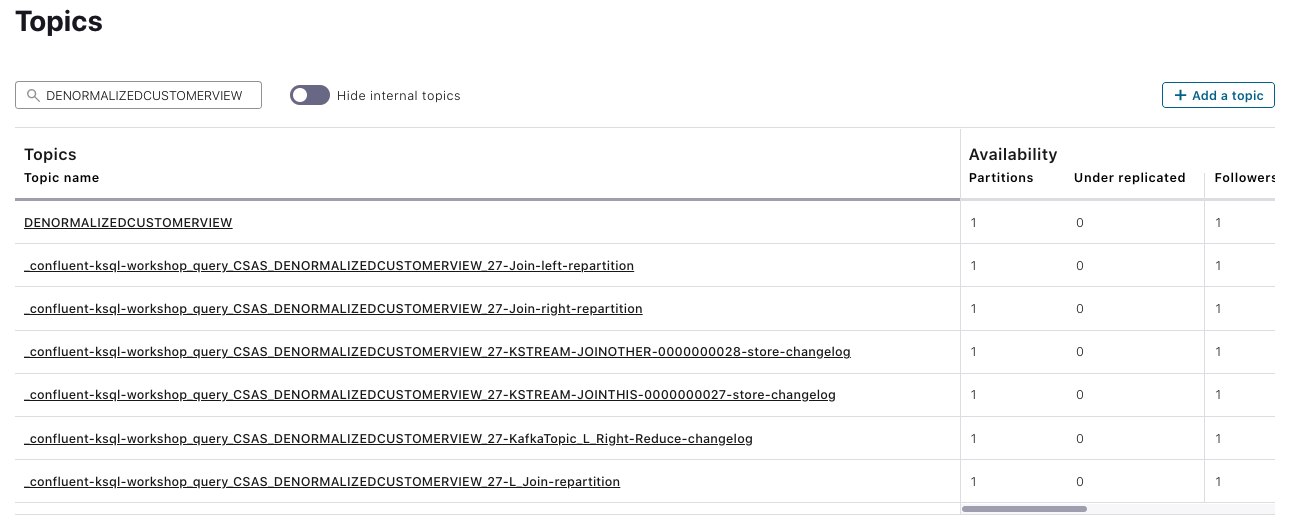 Topics
DENORMALIZEDCUSTOMERVIEW Hide internal topics + Add a topic
Topics Availability
Topic name Partitions Under replicated Followers
DENORMALIZEDCUSTOMERVIEW 1 0 1
_confluent-ksql-workshop_query_CSAS_DENORMALIZEDCUSTOMERVIEW_27-Join-left-repartition 1 0 1
_confluent-ksql-workshop_query_CSAS_DENORMALIZEDCUSTOMERVIEW_27-Join-right-repartition 1 0 1
_confluent-ksql-workshop_query_CSAS_DENORMALIZEDCUSTOMERVIEW_27-KSTREAM-JOINOTHER-0000000028-store-changelog 1 0 1
_confluent-ksql-workshop_query_CSAS_DENORMALIZEDCUSTOMERVIEW_27-KSTREAM-JOINTHIS-0000000027-store-changelog 1 0 1
_confluent-ksql-workshop_query_CSAS_DENORMALIZEDCUSTOMERVIEW_27-KafkaTopic_L_Right-Reduce-changelog 1 0 1
_confluent-ksql-workshop_query_CSAS_DENORMALIZEDCUSTOMERVIEW_27-L_Join-repartition 1 0 1